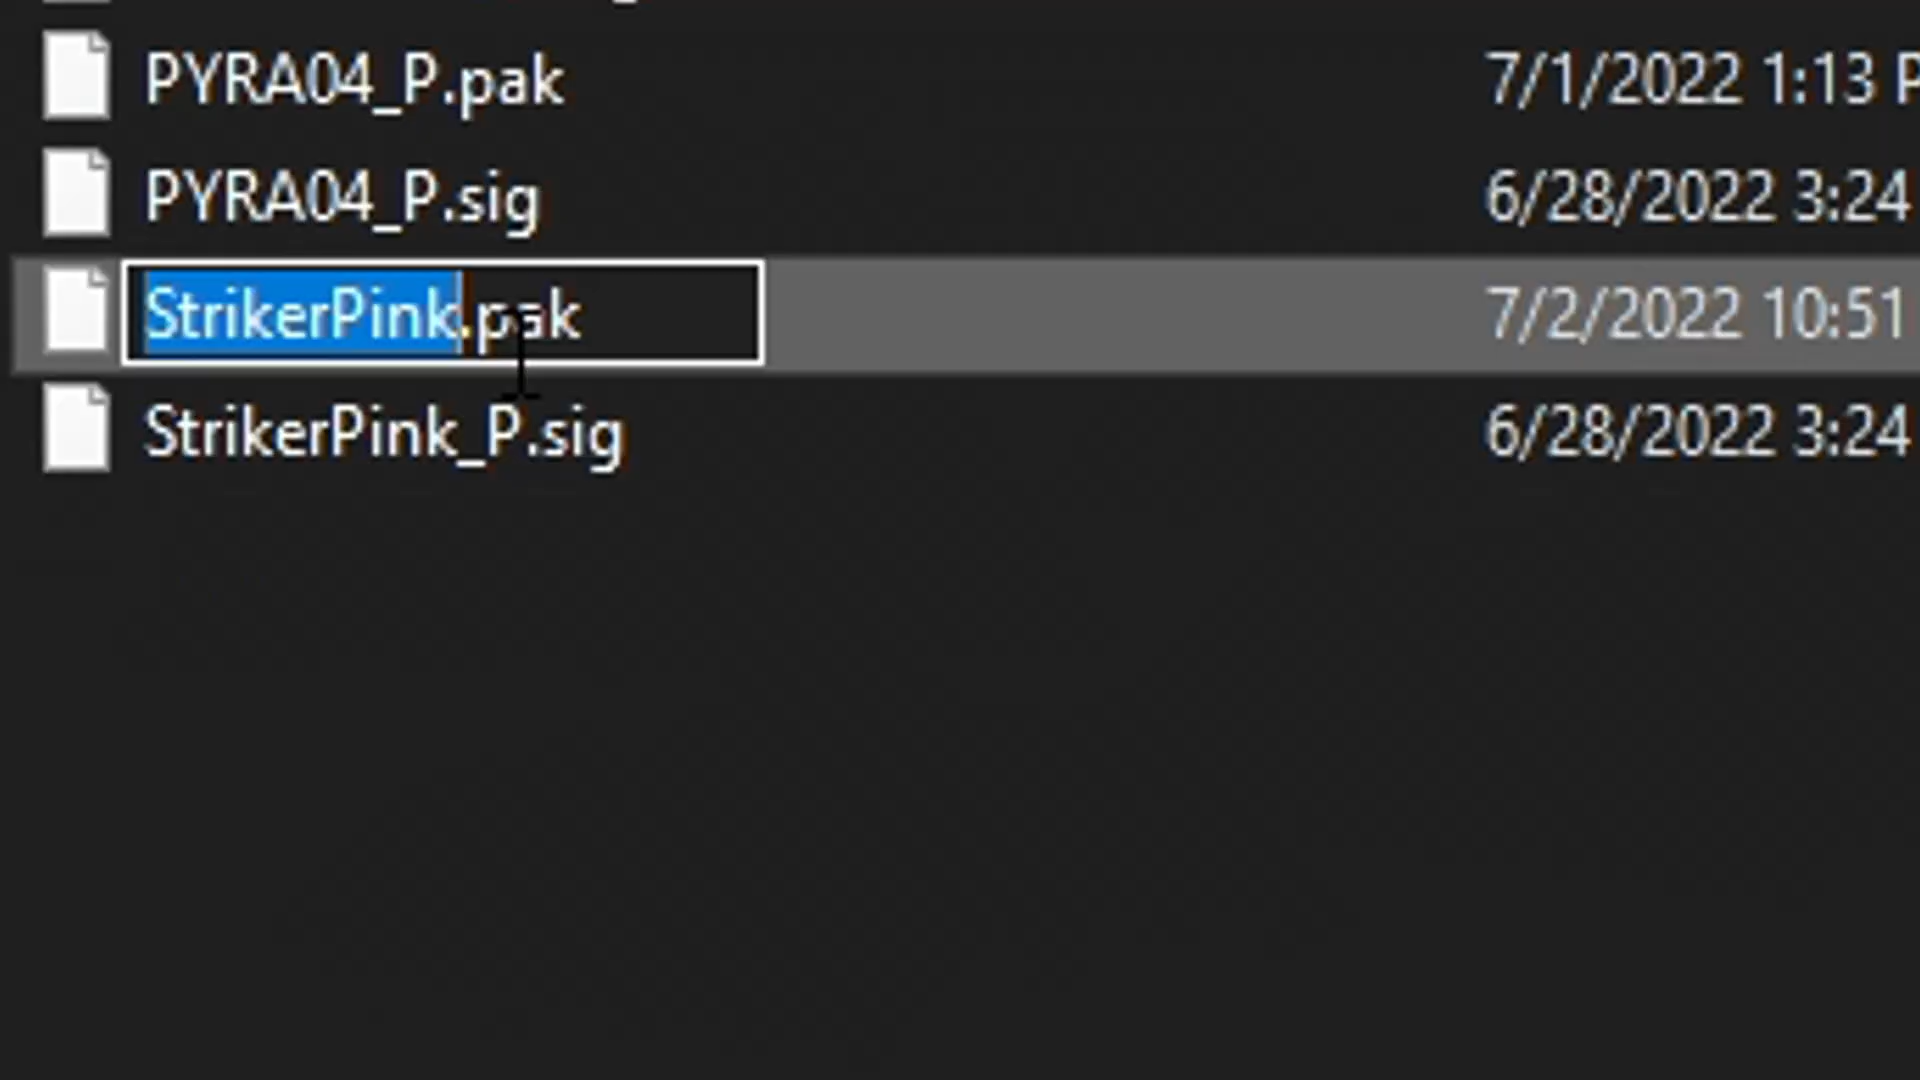 PYRA04_P.pak 7/1/2022 1:13
PYRA04_P.sig 6/28/2022 3:24
StrikerPink.pak 7/2/2022 10:51
StrikerPink_P.sig 6/28/2022 3:24